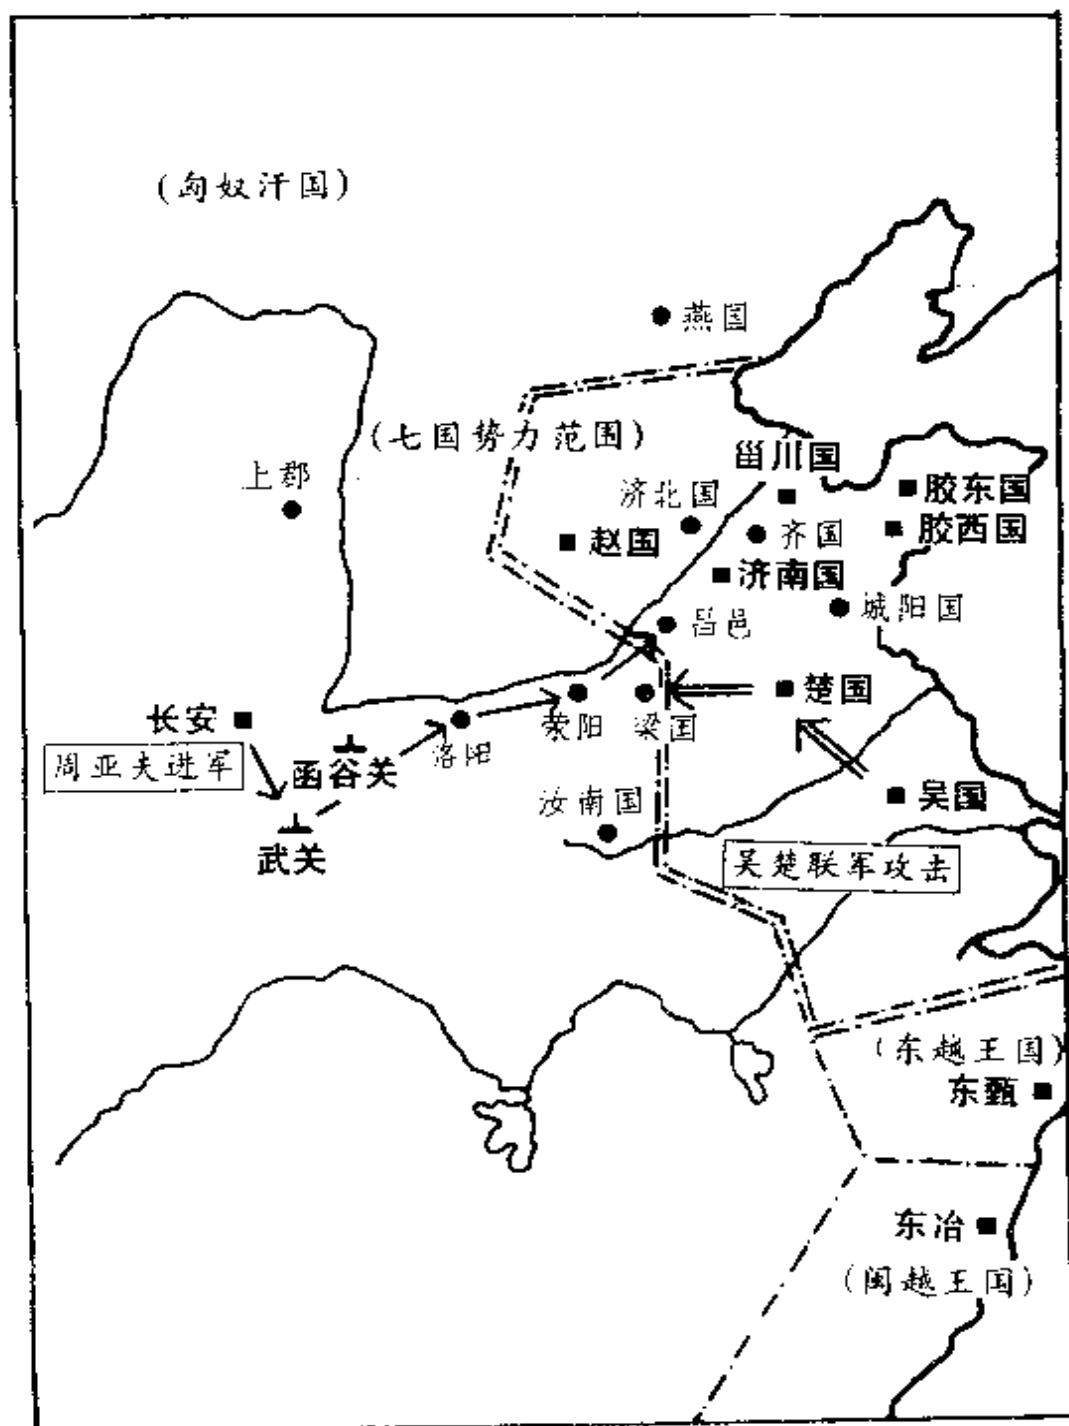 (匈奴汗国)
燕国
(七国势力范围)
甾川国
上郡
济北国
胶东国
赵国
齐国
胶西国
济南国
城阳国
昌邑
楚国
长安
荥阳
梁国
洛阳
周亚夫进军
函谷关
吴国
汝南国
武关
吴楚联军攻击
(东越王国)
东甄
东冶
(闽越王国)